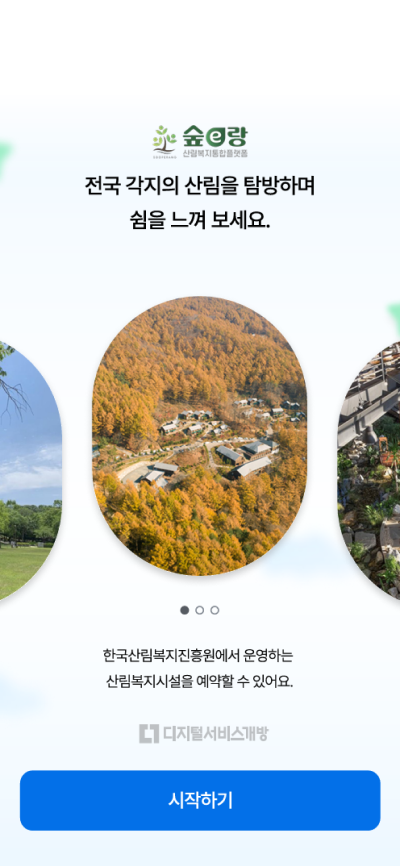 숲e랑
산림복지통합플랫폼
전국 각지의 산림을 탐방하며
쉼을 느껴 보세요.
한국산림복지진흥원에서 운영하는
산림복지시설을 예약할 수 있어요.
디지털서비스개방
시작하기